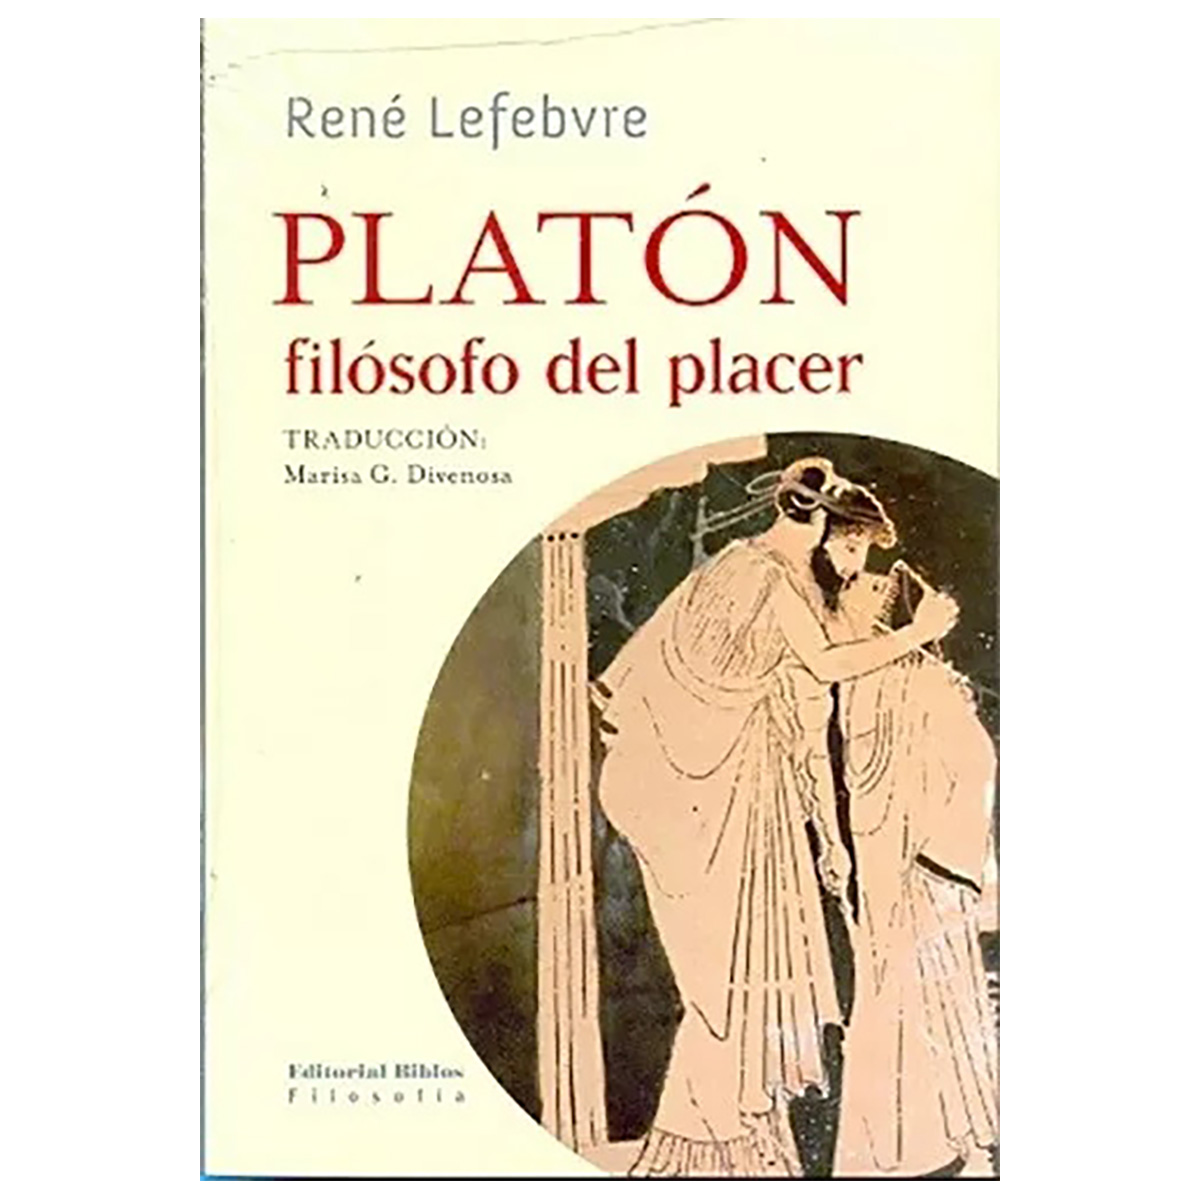 René Lefebvre
PLATÓN
filósofo del placer
TRADUCCIÓN:
Marisa G. Divenosa
Editorial Biblos
Filosofía